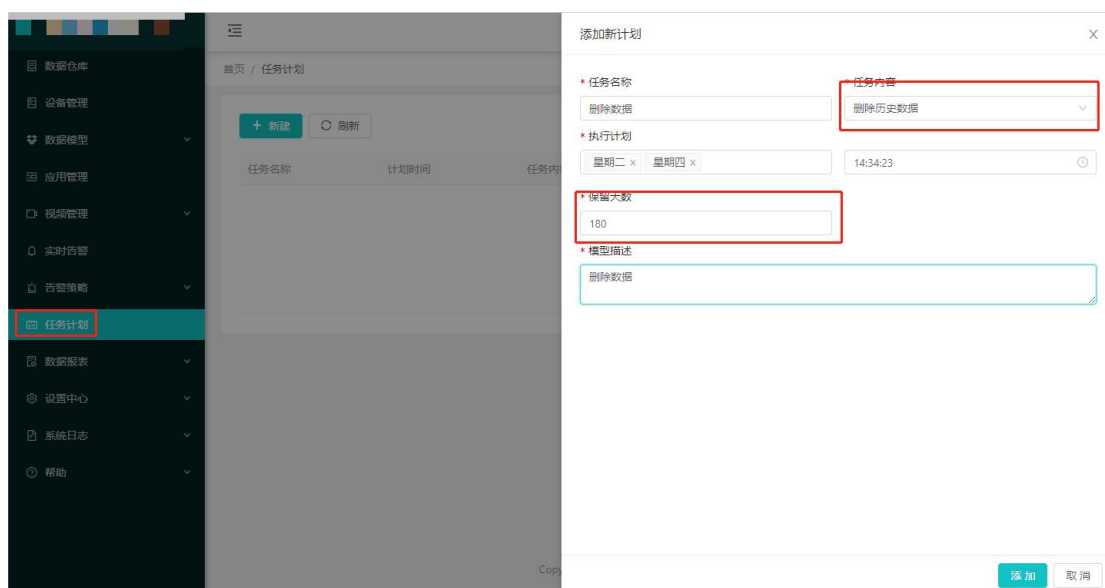 数据仓库
设备管理
数据模型
应用管理
视频管理
实时告警
告警策略
任务计划
数据报表
设置中心
系统日志
帮助
首页 / 任务计划
+ 新建 刷新
任务名称 计划时间 任务内
Copy
添加新计划 X
* 任务名称 * 任务内容
删除数据 删除历史数据
* 执行计划
星期二 x 星期四 x 14:34:23
* 保留天数
180
* 模型描述
删除数据
添加 取消